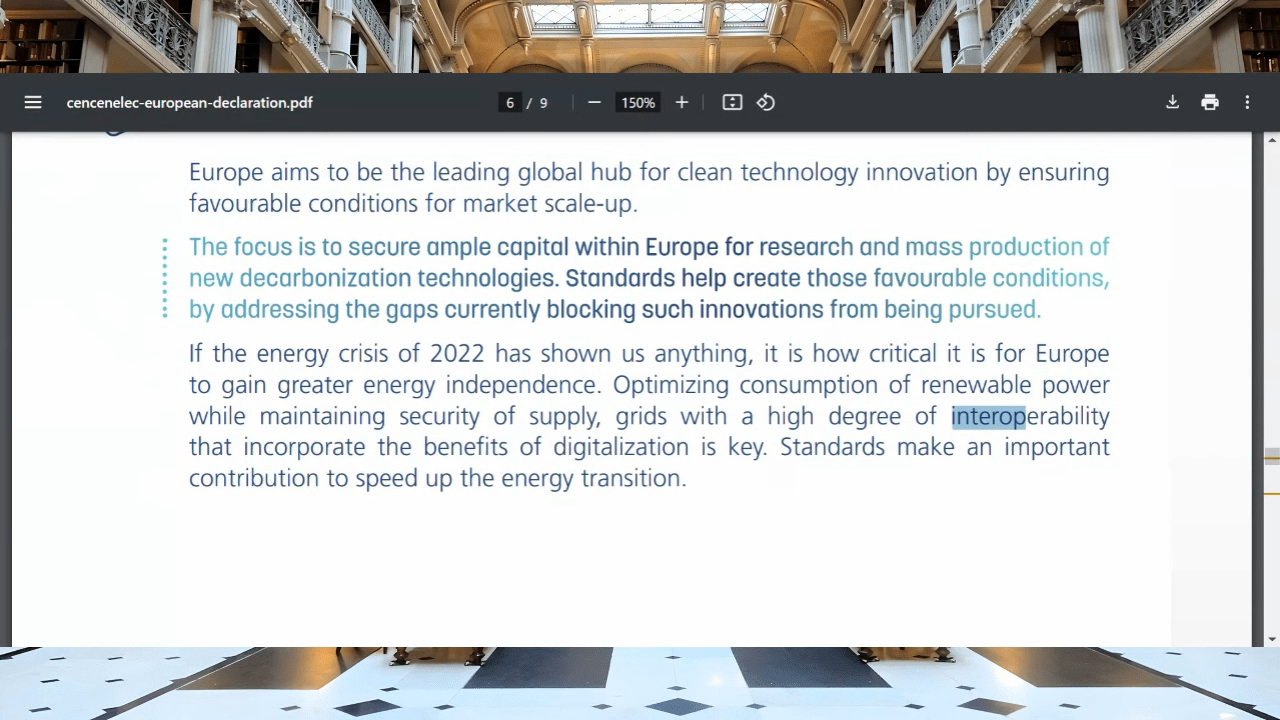 cencenelec-european-declaration.pdf
6 / 9
150%
Europe aims to be the leading global hub for clean technology innovation by ensuring
favourable conditions for market scale-up.
The focus is to secure ample capital within Europe for research and mass production of
new decarbonization technologies. Standards help create those favourable conditions,
by addressing the gaps currently blocking such innovations from being pursued.
If the energy crisis of 2022 has shown us anything, it is how critical it is for Europe
to gain greater energy independence. Optimizing consumption of renewable power
while maintaining security of supply, grids with a high degree of interoperability
that incorporate the benefits of digitalization is key. Standards make an important
contribution to speed up the energy transition.